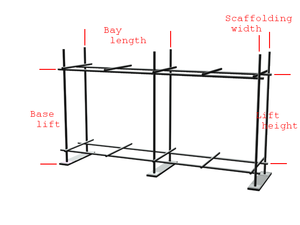 Scaffolding
width
Bay
length
Base
lift
Lift
height